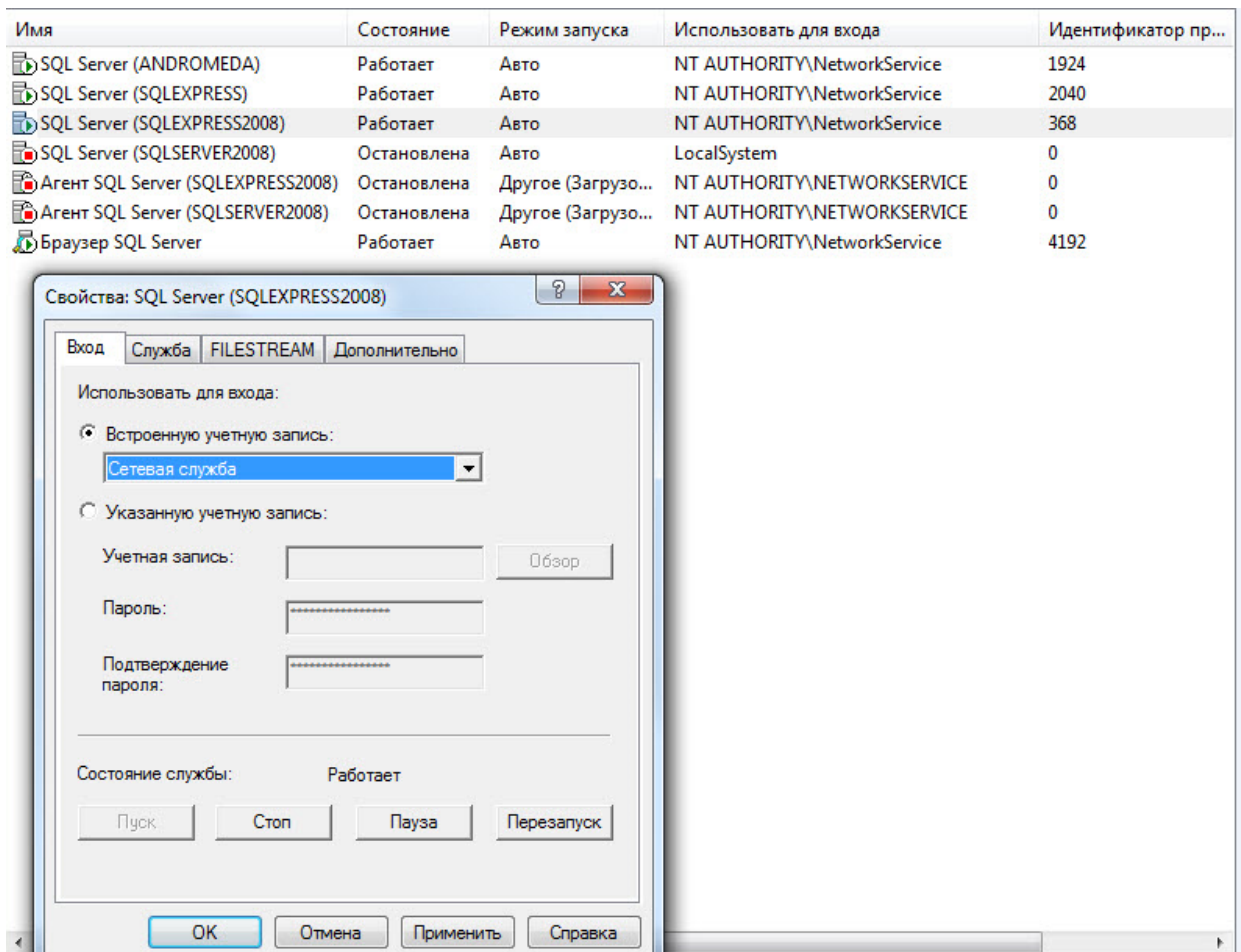 Имя Состояние Режим запуска Использовать для входа Идентификатор пр...
SQL Server (ANDROMEDA) Работает Авто NT AUTHORITY\NetworkService 1924
SQL Server (SQLEXPRESS) Работает Авто NT AUTHORITY\NetworkService 2040
SQL Server (SQLEXPRESS2008) Работает Авто NT AUTHORITY\NetworkService 368
SQL Server (SQLSERVER2008) Остановлена Авто LocalSystem 0
Агент SQL Server (SQLEXPRESS2008) Остановлена Другое (Загрузо... NT AUTHORITY\NETWORKSERVICE 0
Агент SQL Server (SQLSERVER2008) Остановлена Другое (Загрузо... NT AUTHORITY\NETWORKSERVICE 0
Браузер SQL Server Работает Авто NT AUTHORITY\NetworkService 4192
Свойства: SQL Server (SQLEXPRESS2008)
Вход Служба FILESTREAM Дополнительно
Использовать для входа:
Встроенную учетную запись:
Сетевая служба
Указанную учетную запись:
Учетная запись: Обзор
Пароль: ****************
Подтверждение
пароля: ****************
Состояние службы: Работает
Пуск Стоп Пауза Перезапуск
OK Отмена Применить Справка